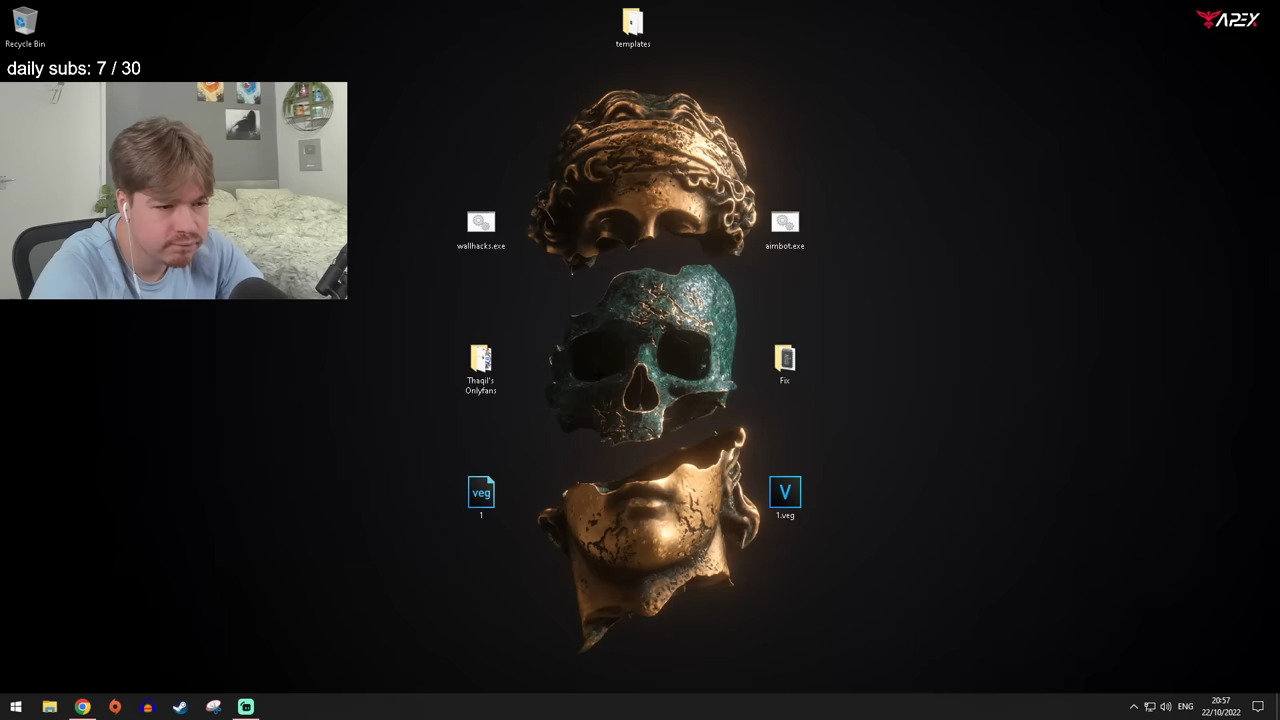 templates
APEX
Recycle Bin
daily subs: 7 / 30
wallhacks.exe
aimbot.exe
Thaqil's
Onlyfans
Fix
veg
1
V
1.veg
ENG
20:57
22/10/2022